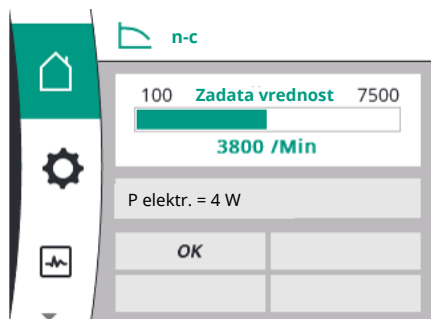 n-c
100 Zadata vrednost 7500
3800 /Min
P elektr. = 4 W
OK